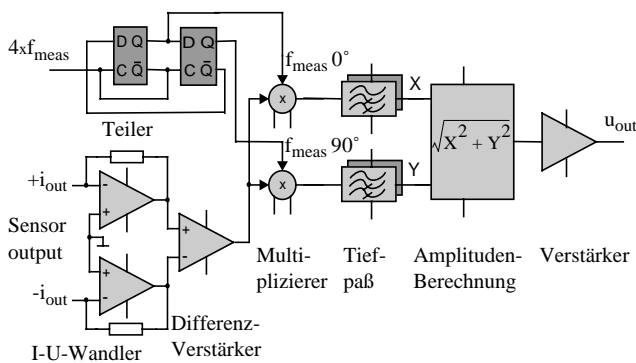 D Q D Q
4xf_meas
C Q̄ C Q̄
Teiler
f_meas 0°
x
X
f_meas 90°
x
Y
√X² + Y²
u_out
+i_out
-
+
Sensor
output
+
-
-i_out
+
-
I-U-Wandler
Differenz-
Verstärker
Multi-
plizierer
Tief-
paß
Amplituden-
Berechnung
Verstärker